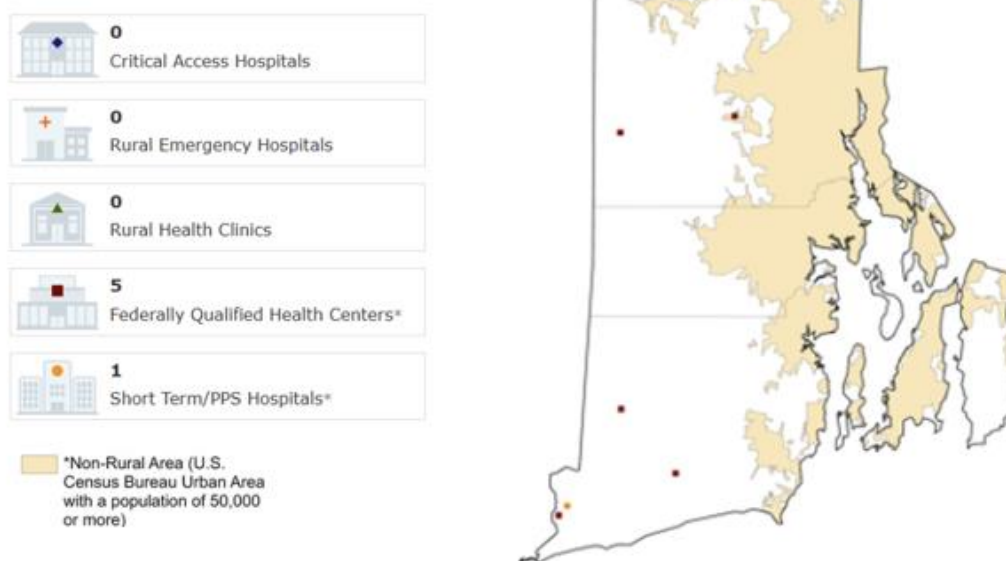 0
Critical Access Hospitals
0
Rural Emergency Hospitals
0
Rural Health Clinics
5
Federally Qualified Health Centers*
1
Short Term/PPS Hospitals*
*Non-Rural Area (U.S.
Census Bureau Urban Area
with a population of 50,000
or more)